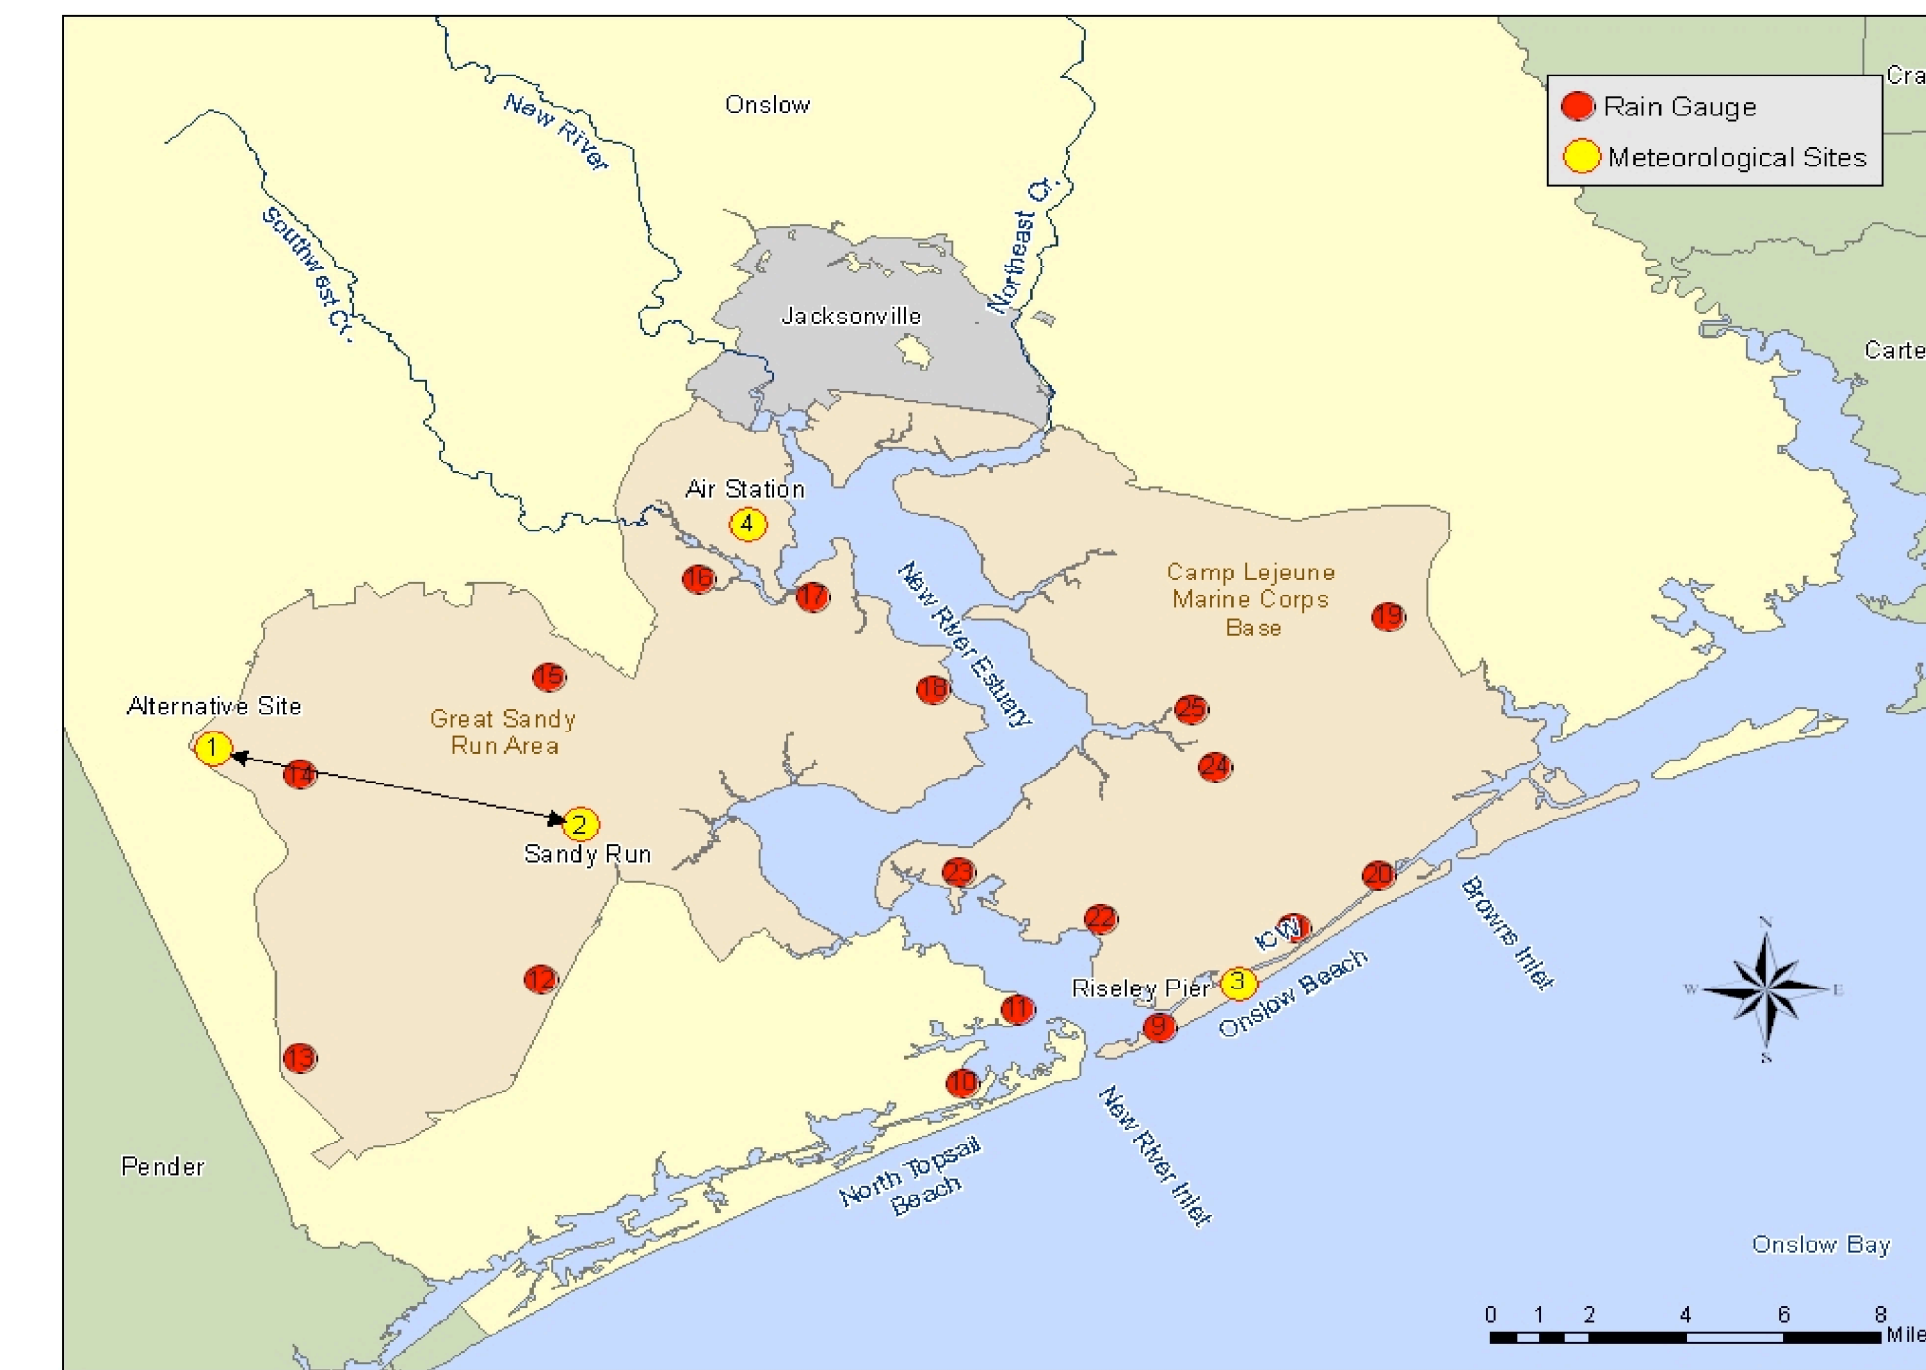 Cra
Rain Gauge
Meteorological Sites
Onslow
New River
Northeast Cr.
Southwest Cr.
Jacksonville
Carte
Air Station
4
16
17
New River Estuary
Camp Lejeune
Marine Corps
Base
19
15
18
Alternative Site
Great Sandy
Run Area
25
1
14
24
2
Sandy Run
23
20
22
ICW
Browns Inlet
N
W
E
S
12
Riseley Pier
3
Onslow Beach
11
9
13
10
New River Inlet
Pender
North Topsail
Beach
Onslow Bay
0 1 2 4 6 8
Mile